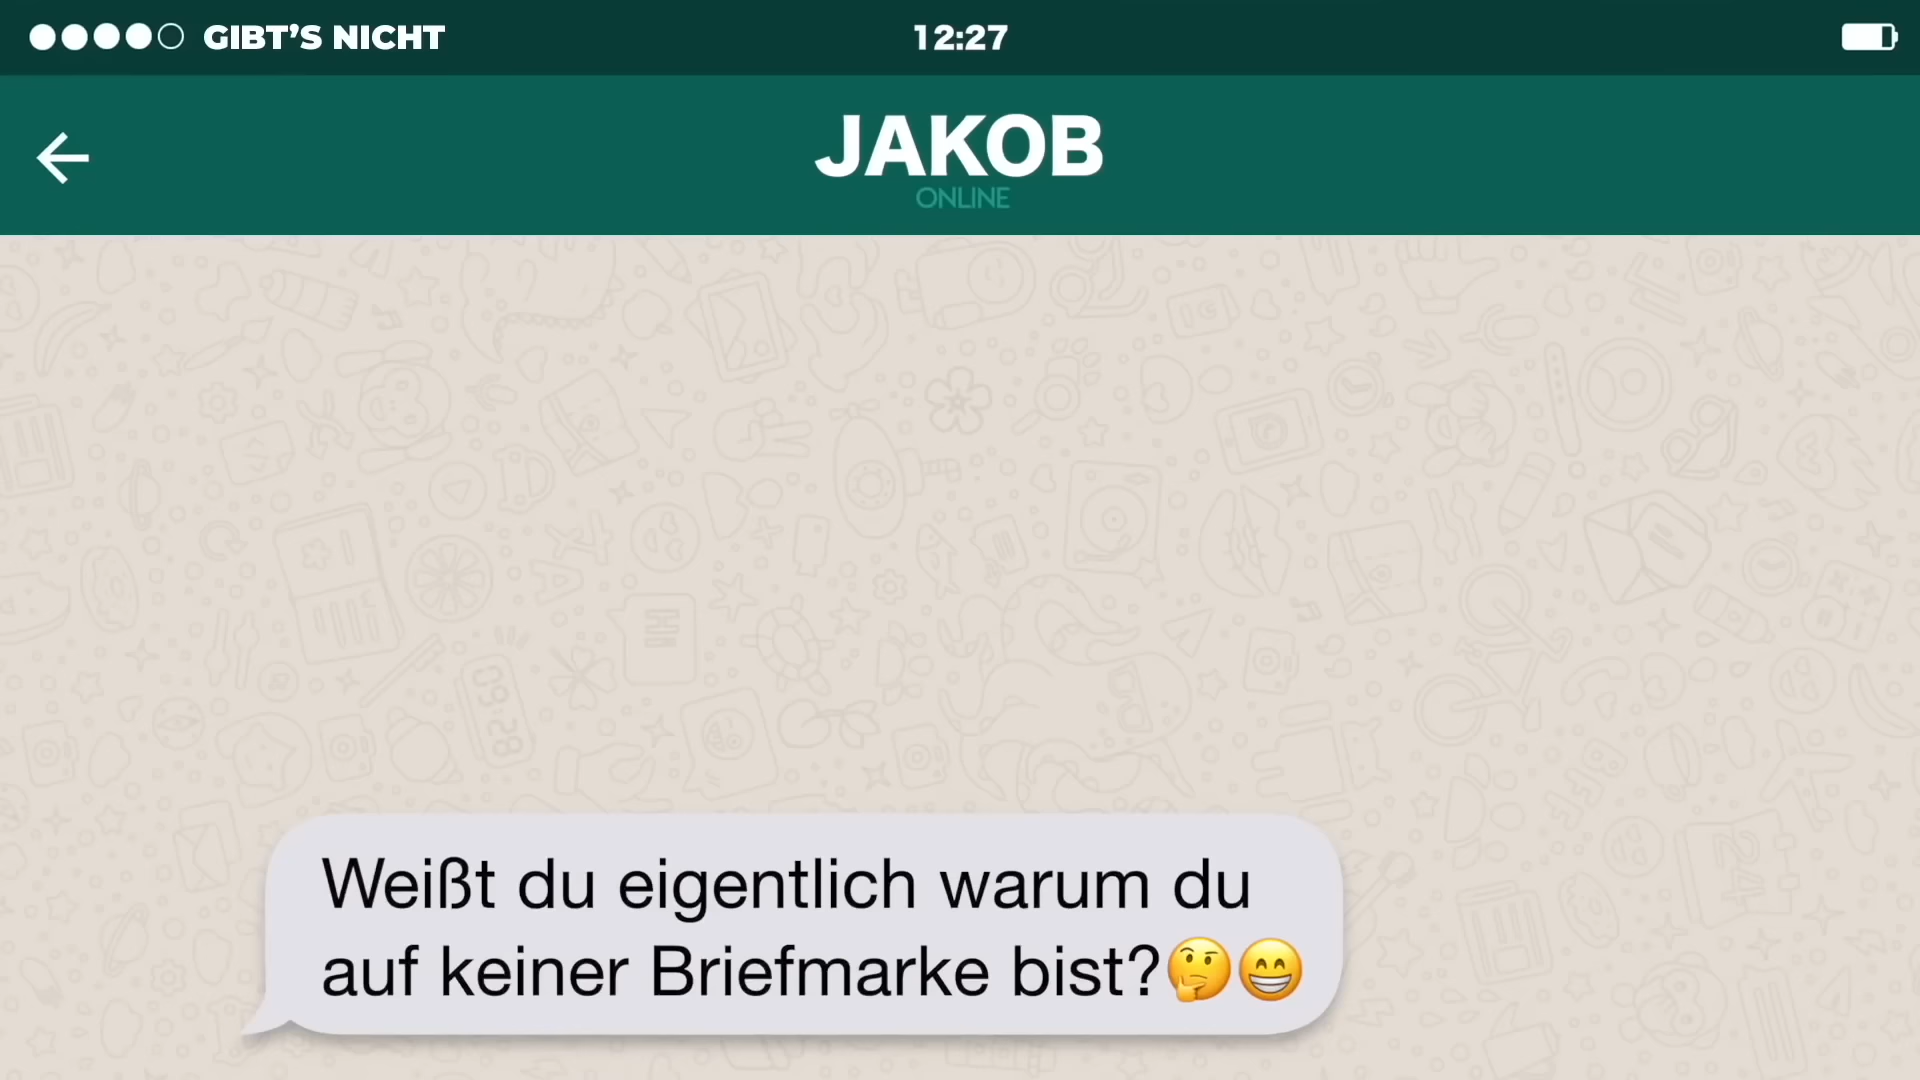 GIBT’S NICHT
12:27
JAKOB
ONLINE
Weißt du eigentlich warum du
auf keiner Briefmarke bist?🤔😁